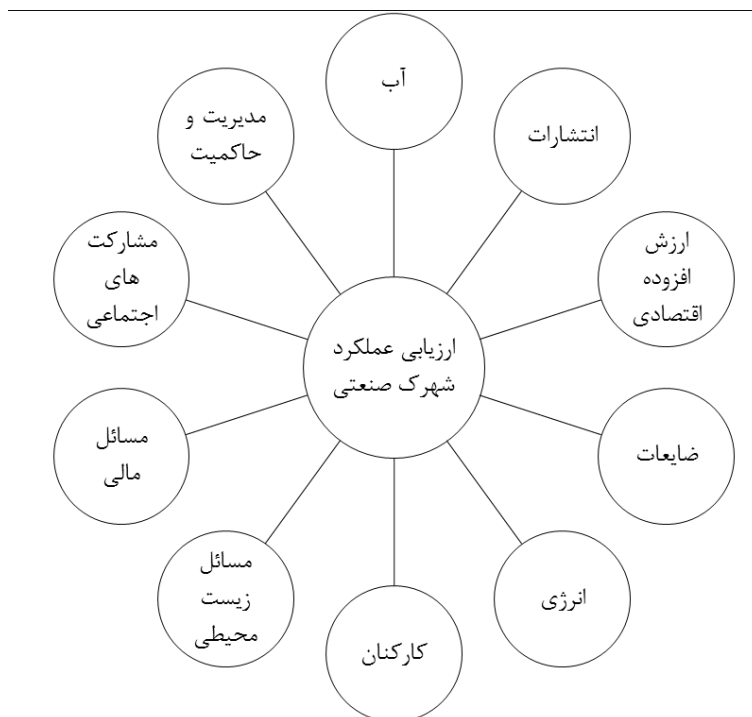 آب
انتشارات
ارزش
افزوده
اقتصادی
ضایعات
انرژی
کارکنان
مسائل
زیست
محیطی
مسائل
مالی
مشارکت
های
اجتماعی
مدیریت و
حاکمیت
ارزیابی عملکرد
شهرک صنعتی